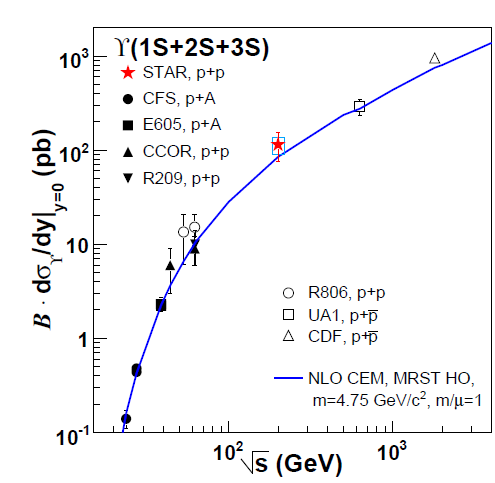 ϒ(1S+2S+3S)
STAR, p+p
CFS, p+A
E605, p+A
CCOR, p+p
R209, p+p
R806, p+p
UA1, p+p̅
CDF, p+p̅
NLO CEM, MRST HO,
m=4.75 GeV/c², m/μ=1
B · dσ_ϒ/dy|_{y=0} (pb)
10³
10²
10
1
10⁻¹
10²
10³
√s (GeV)